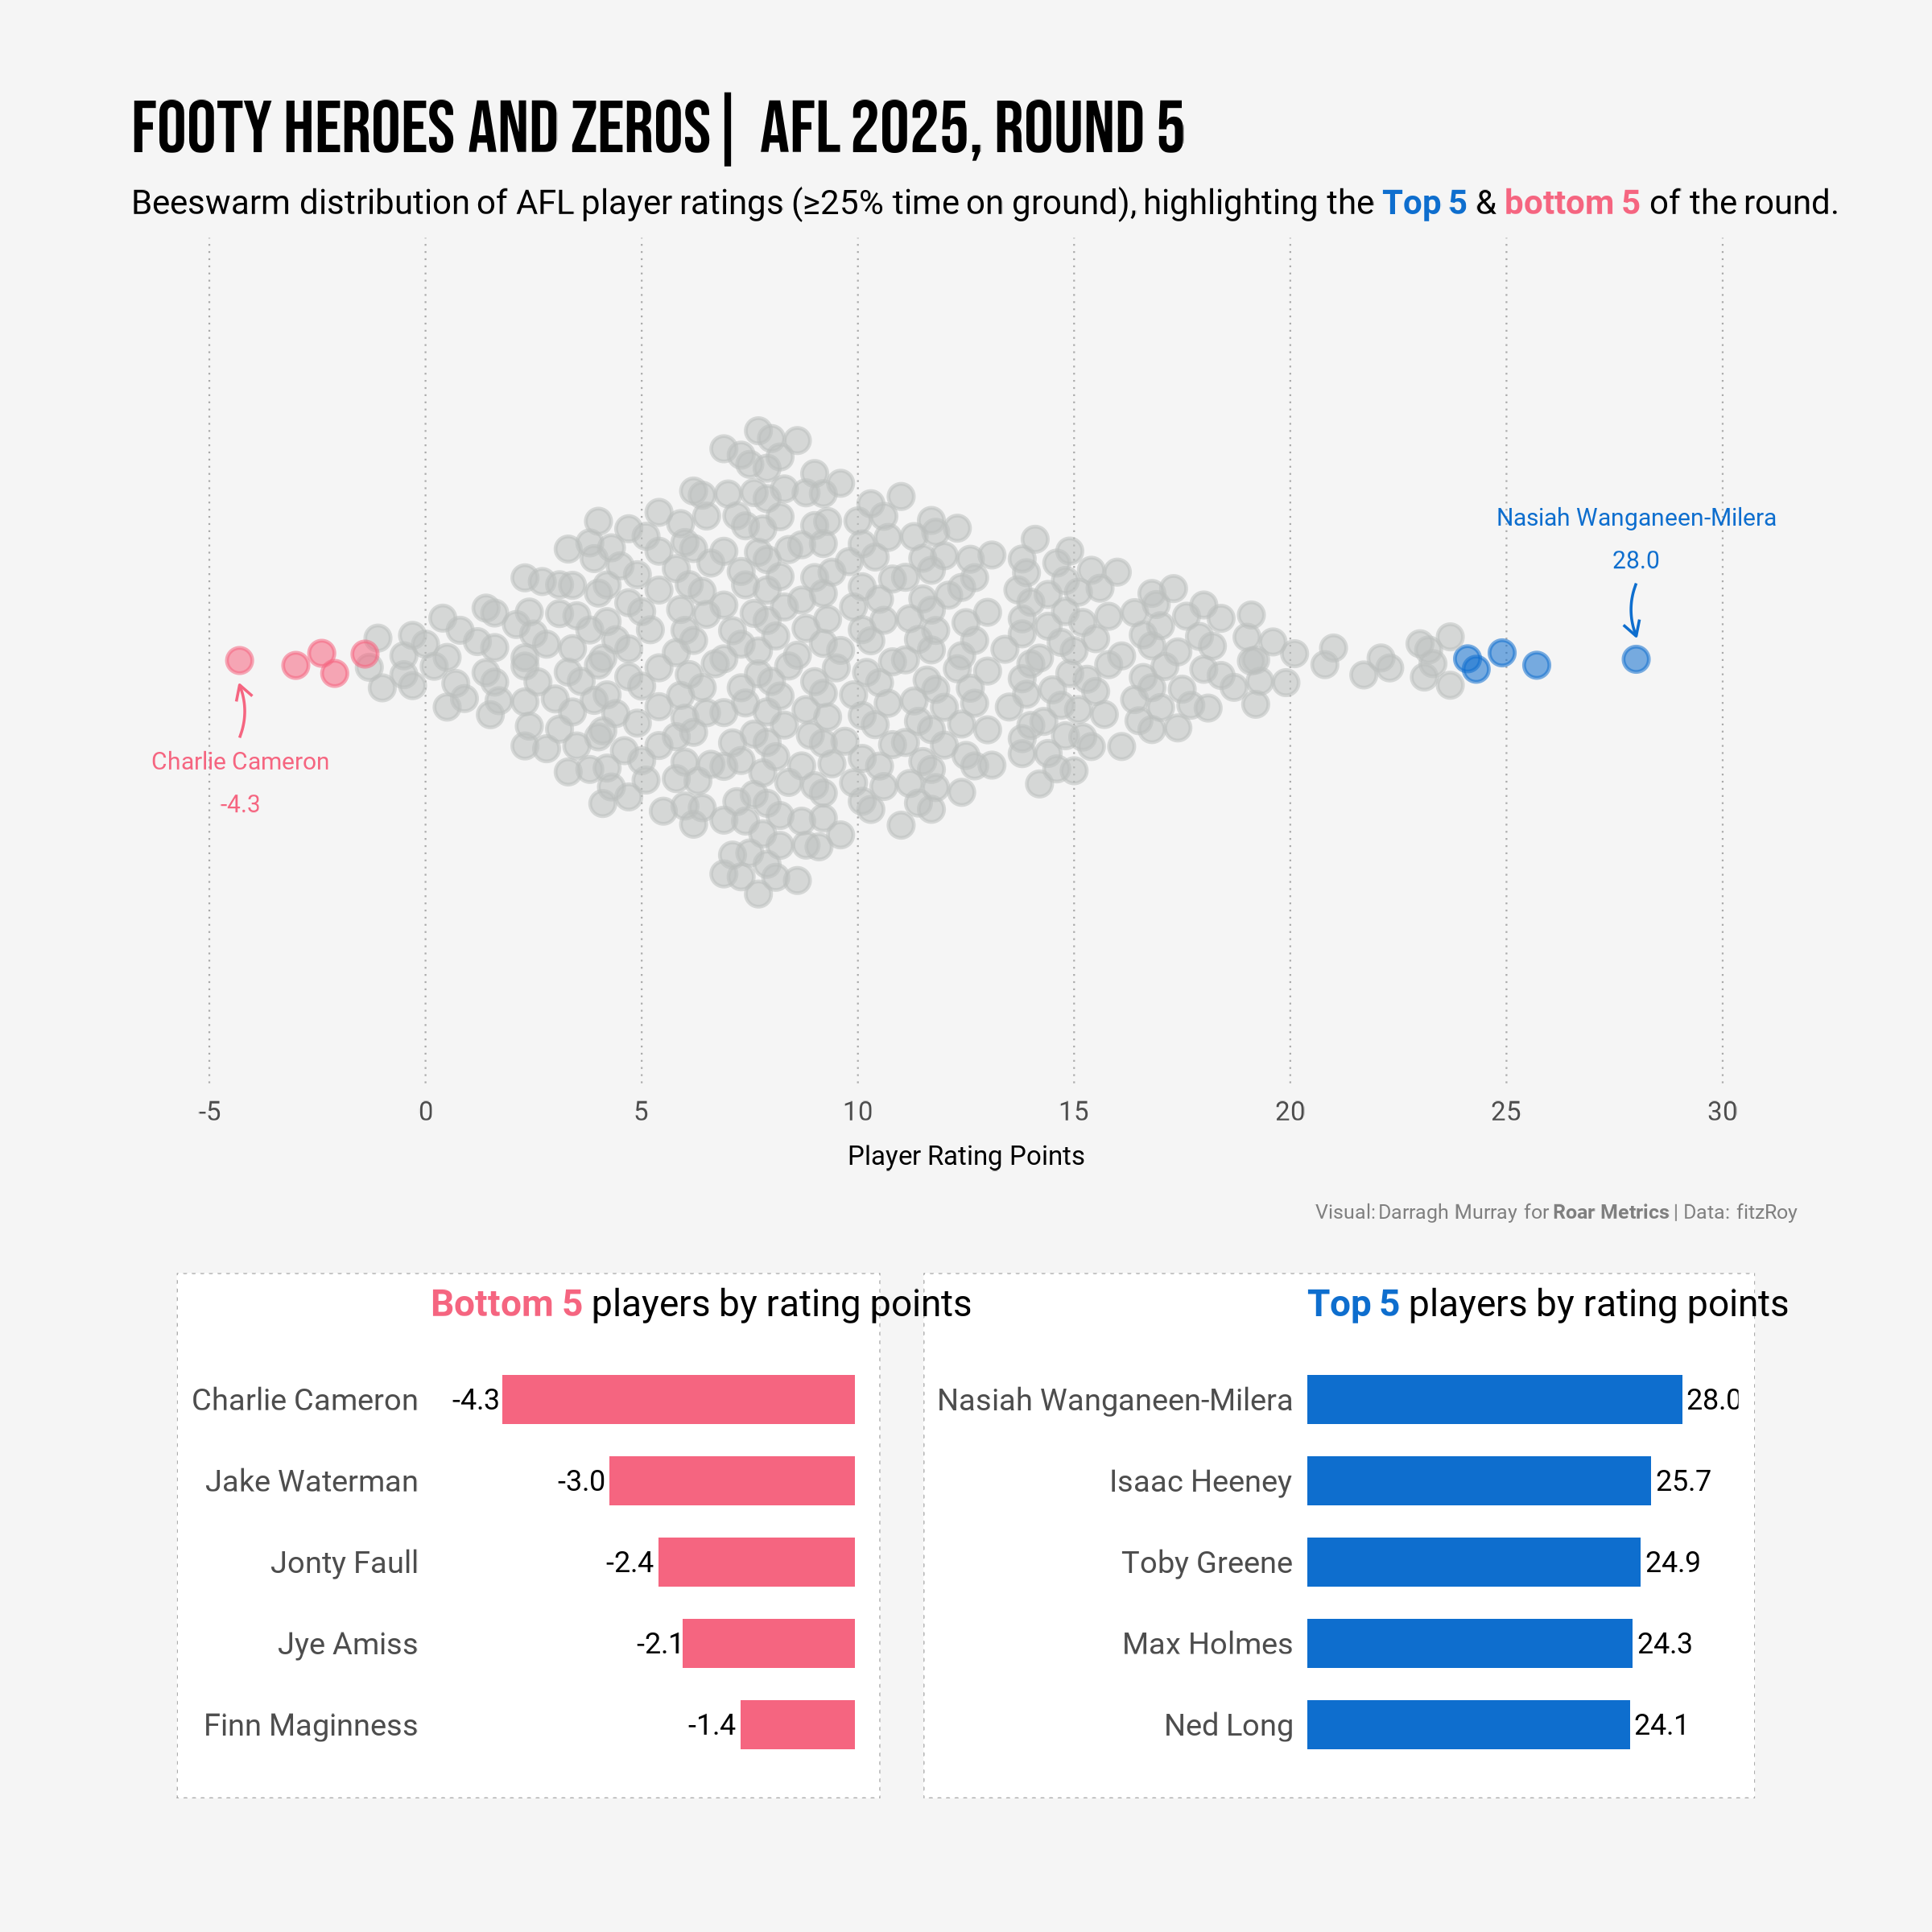 FOOTY HEROES AND ZEROS| AFL 2025, ROUND 5
Beeswarm distribution of AFL player ratings (≥25% time on ground), highlighting the Top 5 & bottom 5 of the round.
Nasiah Wanganeen-Milera
28.0
Charlie Cameron
-4.3
-5 0 5 10 15 20 25 30
Player Rating Points
Visual: Darragh Murray for Roar Metrics | Data: fitzRoy
Bottom 5 players by rating points
Charlie Cameron -4.3
Jake Waterman -3.0
Jonty Faull -2.4
Jye Amiss -2.1
Finn Maginness -1.4
Top 5 players by rating points
Nasiah Wanganeen-Milera 28.0
Isaac Heeney 25.7
Toby Greene 24.9
Max Holmes 24.3
Ned Long 24.1